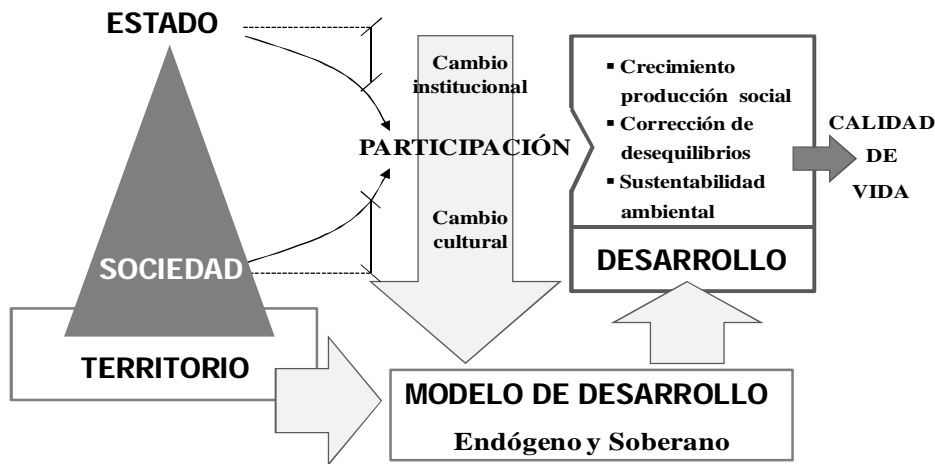 ESTADO
SOCIEDAD
TERRITORIO
Cambio
institucional
PARTICIPACIÓN
Cambio
cultural
▪ Crecimiento
producción social
▪ Corrección de
desequilibrios
▪ Sustentabilidad
ambiental
DESARROLLO
CALIDAD
DE
VIDA
MODELO DE DESARROLLO
Endógeno y Soberano